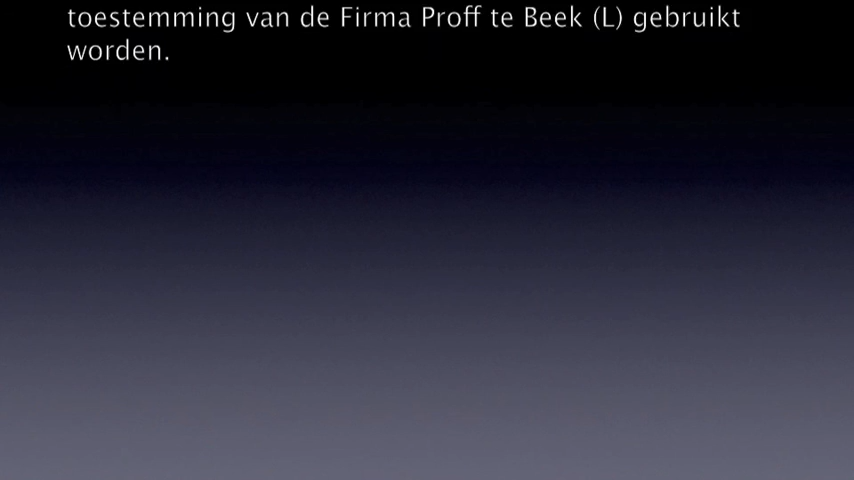 toestemming van de Firma Proff te Beek (L) gebruikt
worden.